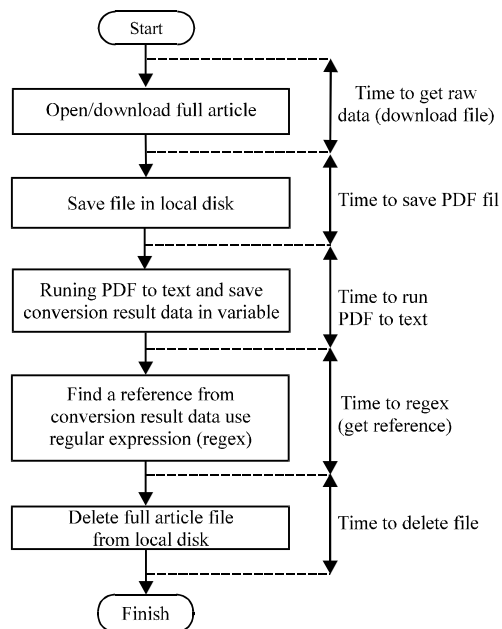 Start
Open/download full article
Time to get raw
data (download file)
Save file in local disk
Time to save PDF fil
Runing PDF to text and save
conversion result data in variable
Time to run
PDF to text
Find a reference from
conversion result data use
regular expression (regex)
Time to regex
(get reference)
Delete full article file
from local disk
Time to delete file
Finish